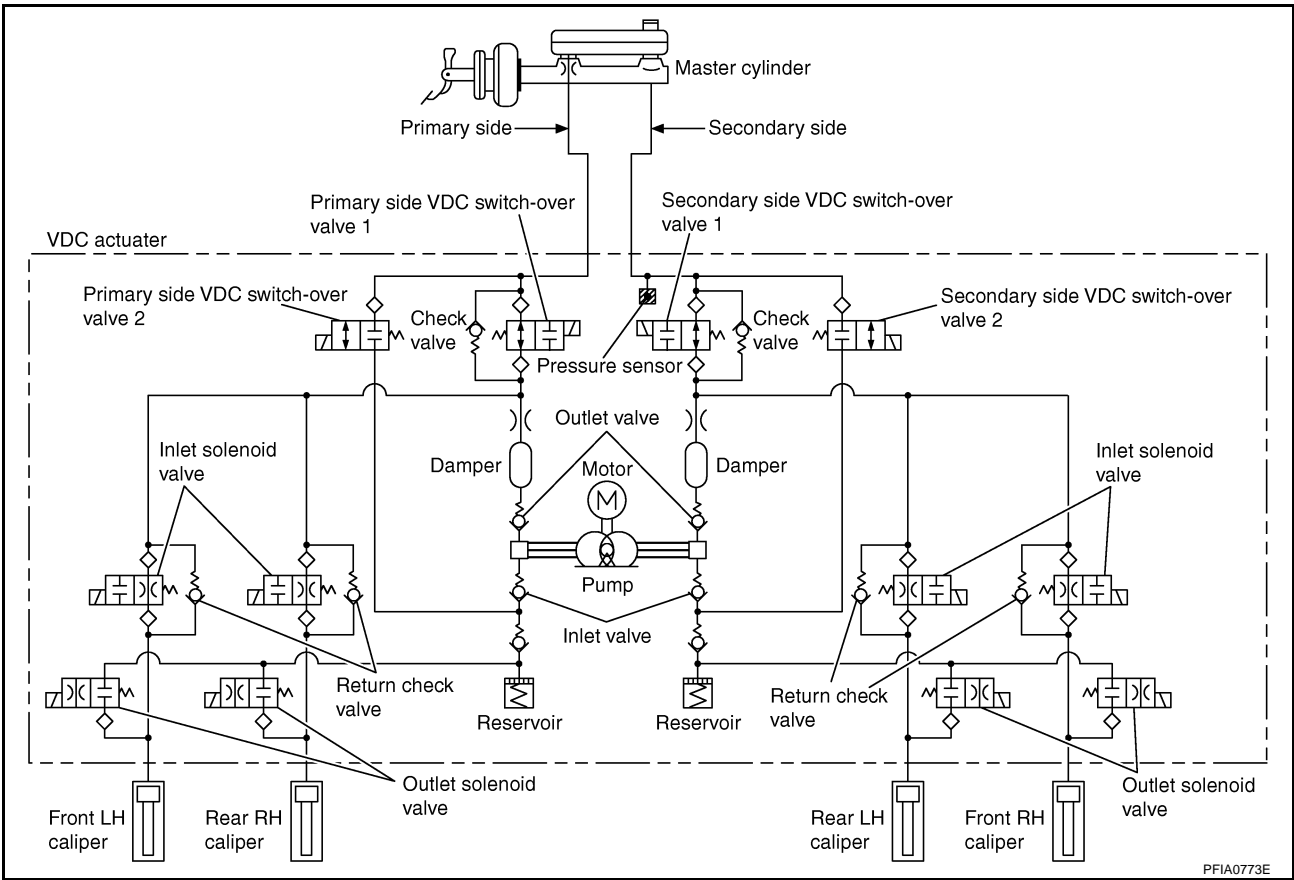 Master cylinder
Primary side
Secondary side
Primary side VDC switch-over
valve 1
Secondary side VDC switch-over
valve 1
VDC actuater
Primary side VDC switch-over
valve 2
Check
valve
Pressure sensor
Check
valve
Secondary side VDC switch-over
valve 2
Outlet valve
Inlet solenoid
valve
Damper
Motor
M
Damper
Inlet solenoid
valve
Pump
Inlet valve
Return check
valve
Reservoir
Reservoir
Return check
valve
Outlet solenoid
valve
Outlet solenoid
valve
Front LH
caliper
Rear RH
caliper
Rear LH
caliper
Front RH
caliper
PFIA0773E